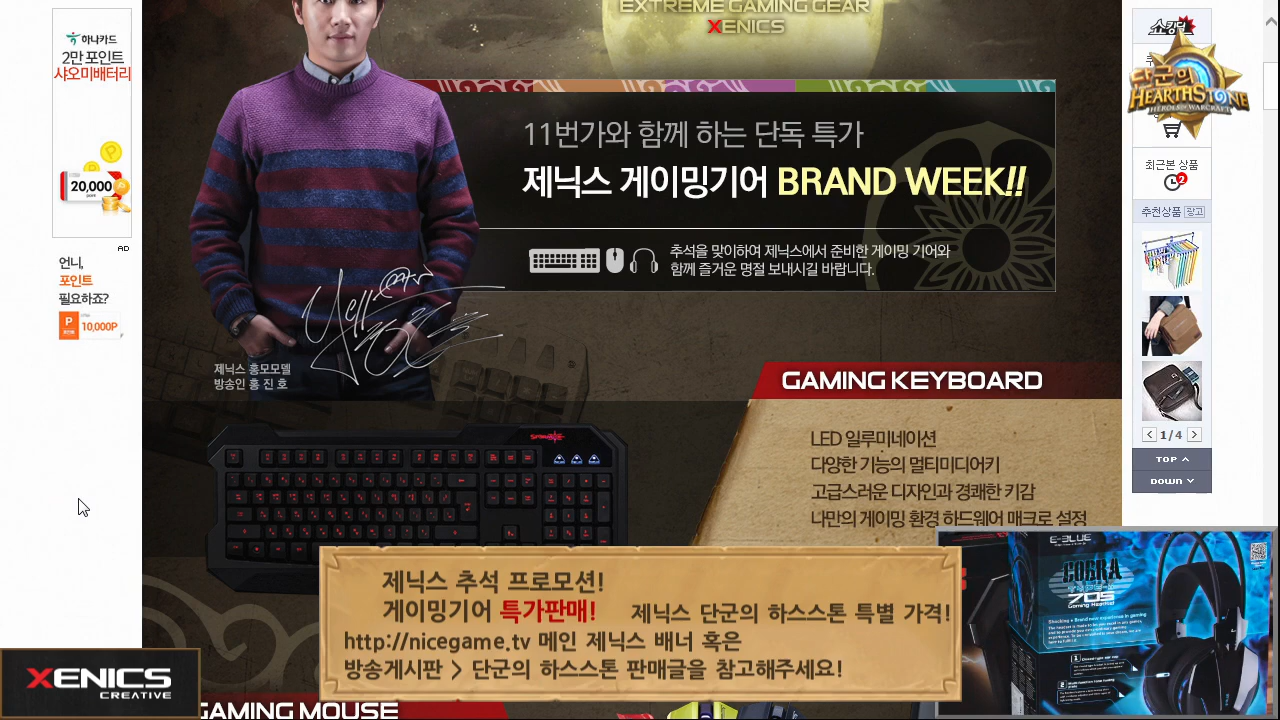 EXTREME GAMING GEAR
XENICS
하나카드
2만 포인트
샤오미배터리
20,000
AD
언니,
포인트
필요하죠?
P
10,000P
11번가와 함께 하는 단독 특가
제닉스 게이밍기어 BRAND WEEK!!
추석을 맞이하여 제닉스에서 준비한 게이밍 기어와
함께 즐거운 명절 보내시길 바랍니다.
제닉스 홍보모델
방송인 홍 진 호
쇼킹딜
단군의
HEARTHSTONE
HEROES OF WARCRAFT
최근본 상품
2
추천상품 광고
1/4
TOP
DOWN
GAMING KEYBOARD
LED 일루미네이션
다양한 기능의 멀티미디어키
고급스러운 디자인과 경쾌한 키감
나만의 게이밍 환경 하드웨어 매크로 설정
제닉스 추석 프로모션!
게이밍기어 특가판매! 제닉스 단군의 하스스톤 특별 가격!
메인 제닉스 배너 혹은
방송게시판 > 단군의 하스스톤 판매글을 참고해주세요!
E-BLUE
COBRA
TYPE-I
705
Gaming Headset
XENICS
CREATIVE
GAMING MOUSE